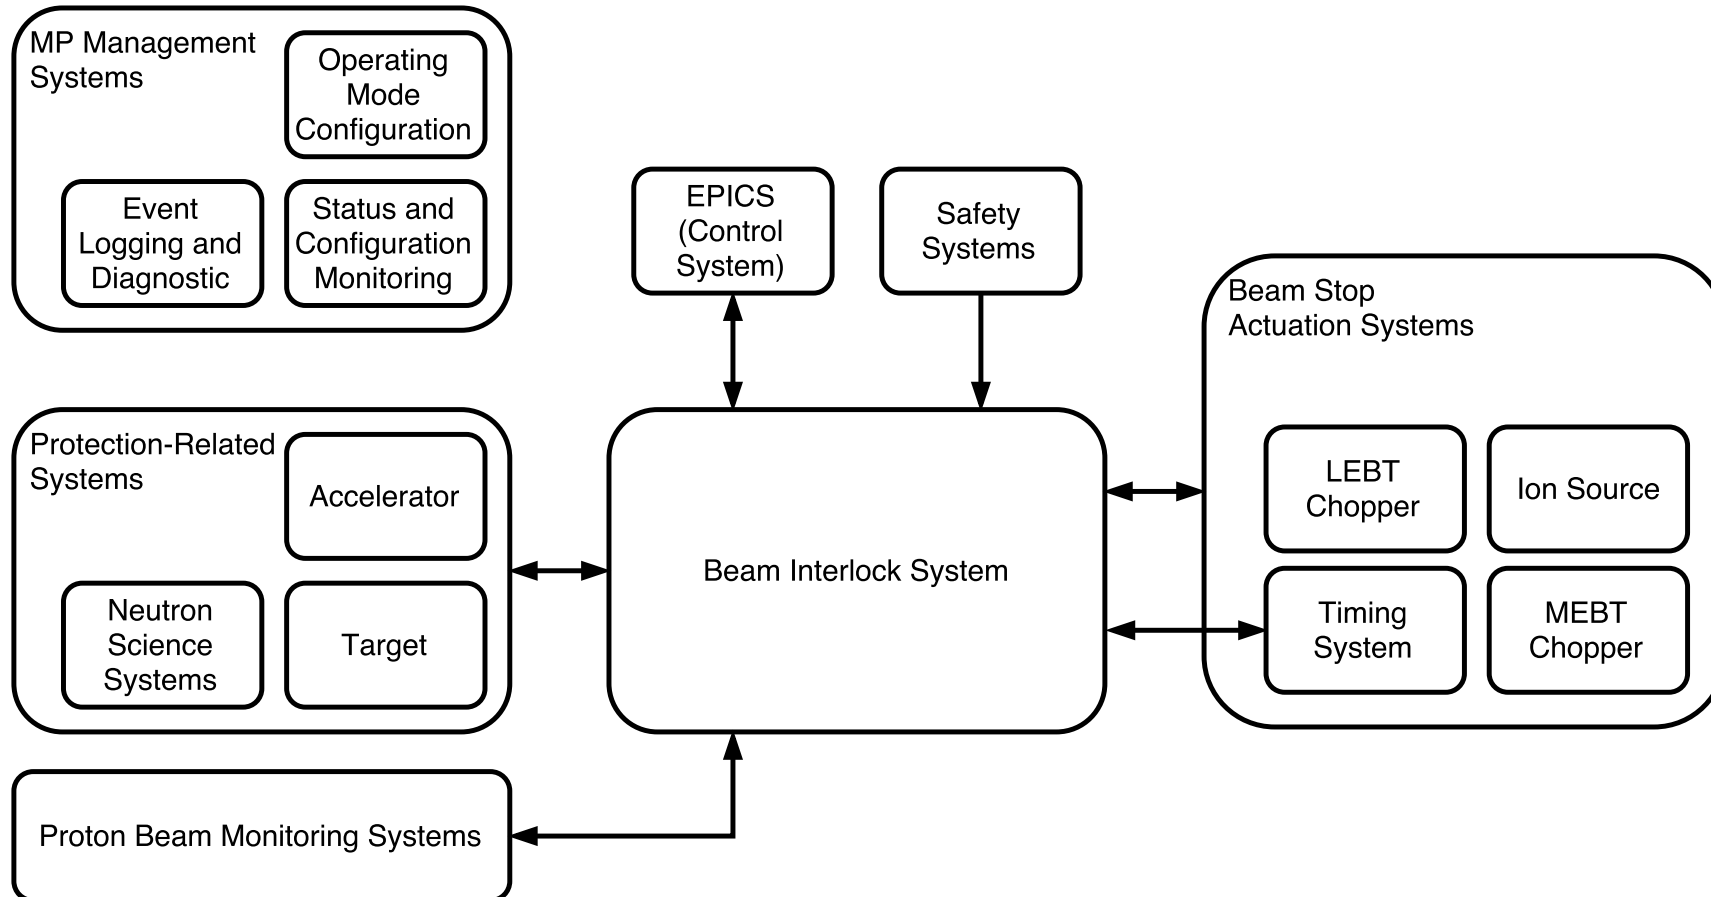 MP Management
Systems
Operating
Mode
Configuration
Event
Logging and
Diagnostic
Status and
Configuration
Monitoring
EPICS
(Control
System)
Safety
Systems
Beam Stop
Actuation Systems
LEBT
Chopper
Ion Source
Timing
System
MEBT
Chopper
Protection-Related
Systems
Accelerator
Neutron
Science
Systems
Target
Beam Interlock System
Proton Beam Monitoring Systems